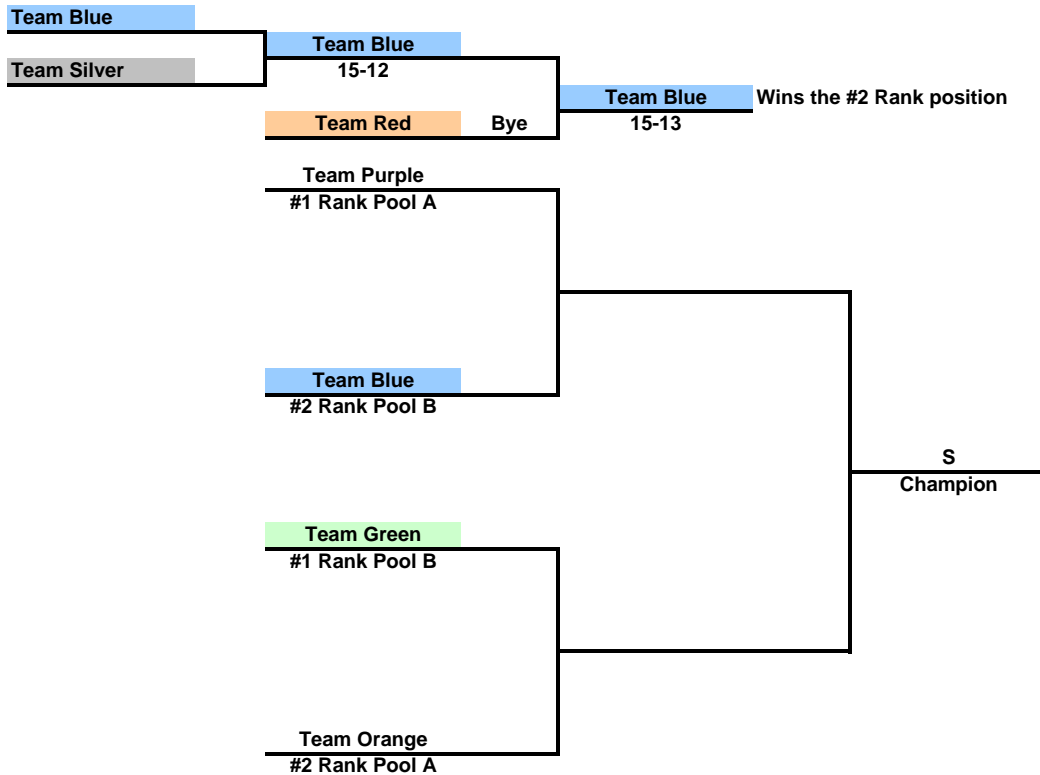 Team Blue
Team Blue
Team Silver
15-12
Team Blue Wins the #2 Rank position
Team Red Bye
15-13
Team Purple
#1 Rank Pool A
Team Blue
#2 Rank Pool B
S
Champion
Team Green
#1 Rank Pool B
Team Orange
#2 Rank Pool A